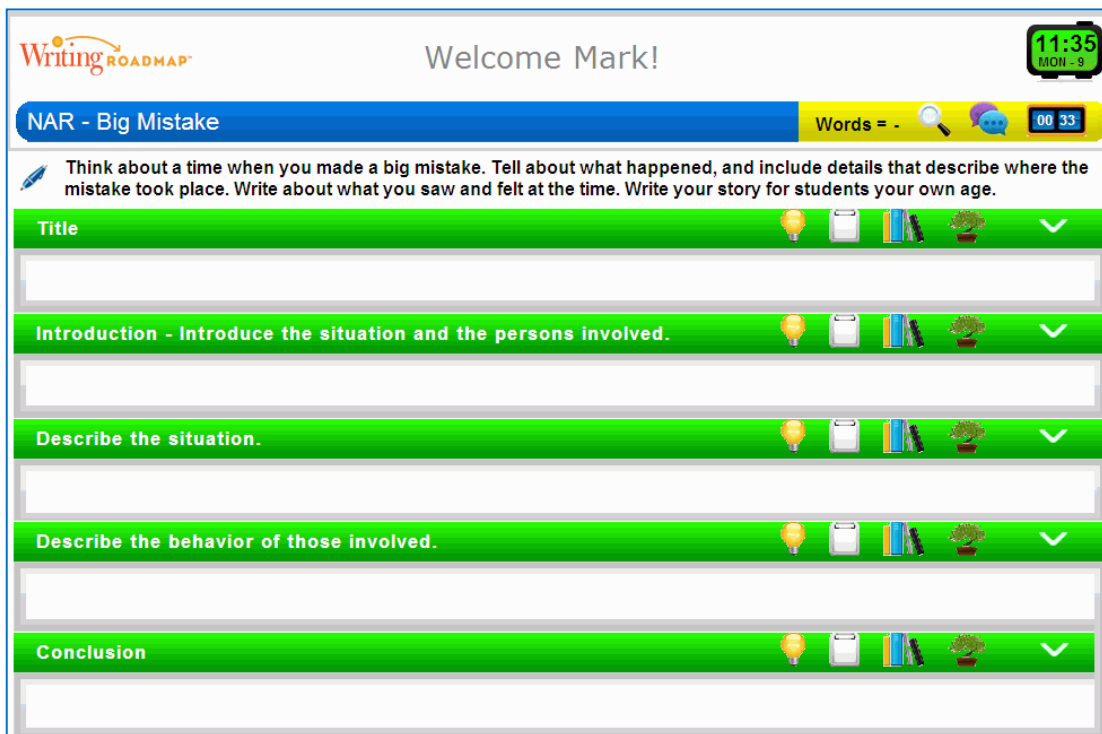 Writing ROADMAP™
Welcome Mark!
11:35
MON - 9
NAR - Big Mistake
Words = -
00 33
Think about a time when you made a big mistake. Tell about what happened, and include details that describe where the
mistake took place. Write about what you saw and felt at the time. Write your story for students your own age.
Title
Introduction - Introduce the situation and the persons involved.
Describe the situation.
Describe the behavior of those involved.
Conclusion